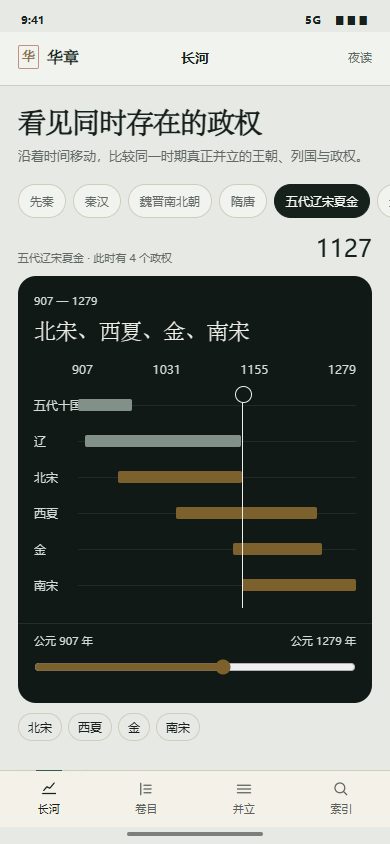 9:41 5G
华 华章 长河 夜读
看见同时存在的政权
沿着时间移动，比较同一时期真正并立的王朝、列国与政权。
先秦 秦汉 魏晋南北朝 隋唐 五代辽宋夏金
五代辽宋夏金 · 此时有 4 个政权 1127
907 — 1279
北宋、西夏、金、南宋
907 1031 1155 1279
五代十国
辽
北宋
西夏
金
南宋
公元 907 年 公元 1279 年
北宋 西夏 金 南宋
长河 卷目 并立 索引